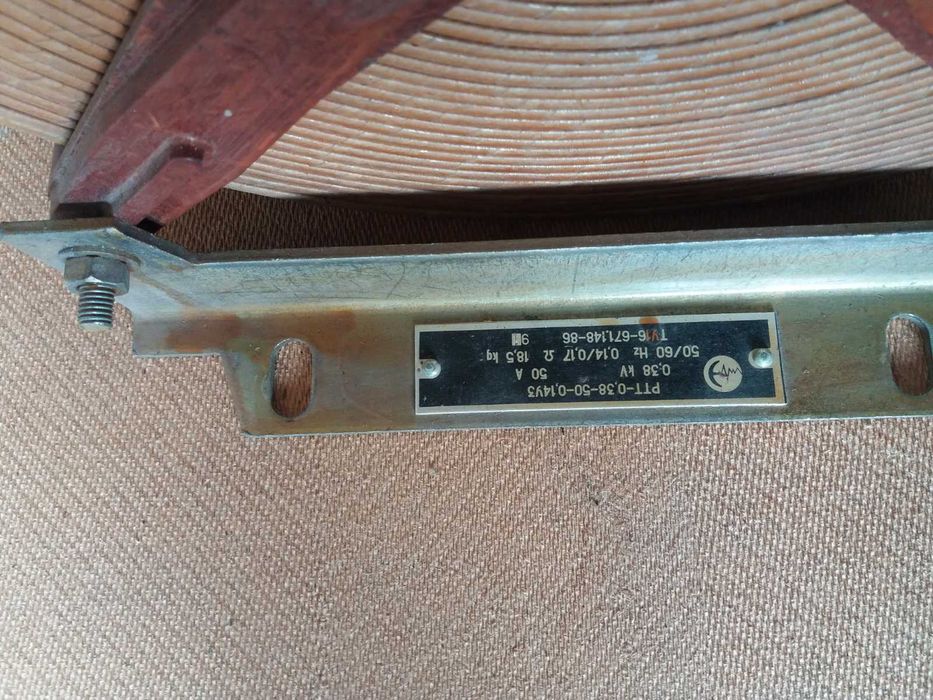 РТТ-0,38-50-0,14У3
0,38 kV 50 A
50/60 Hz 0,14/0,17 Ω 18,5 kg
TУ16-671.148-86